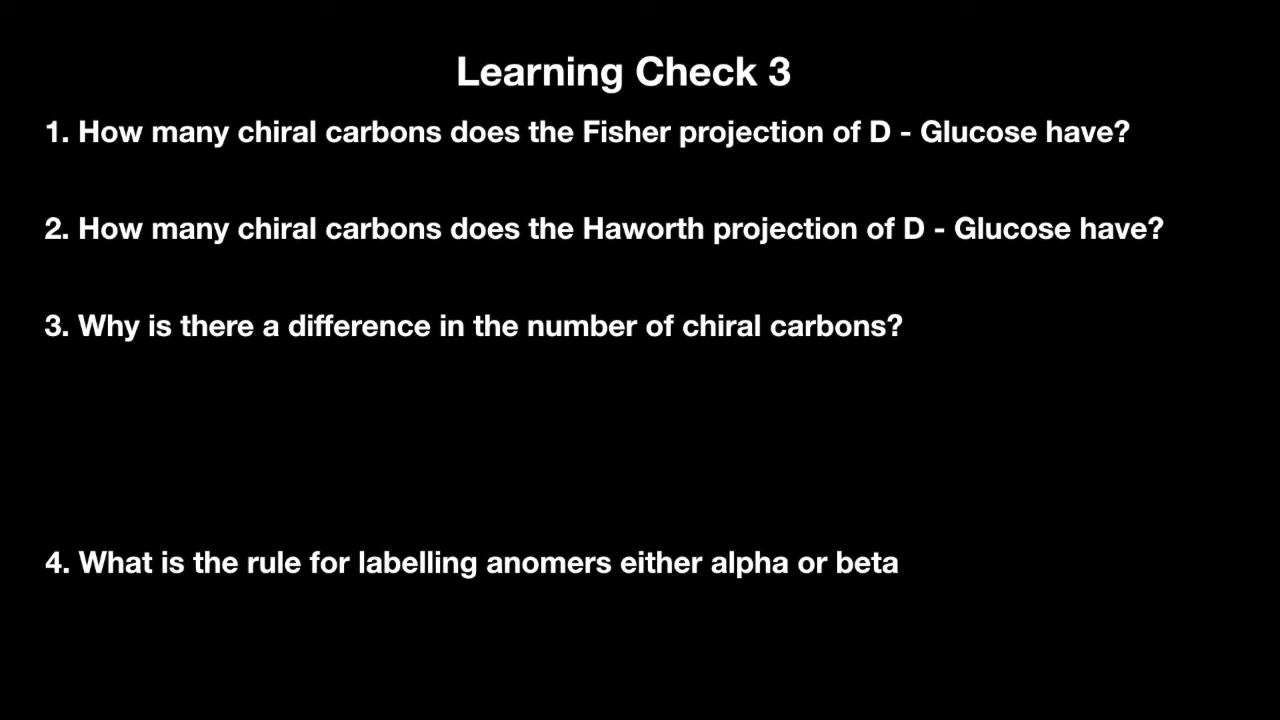 Learning Check 3
1. How many chiral carbons does the Fisher projection of D - Glucose have?
2. How many chiral carbons does the Haworth projection of D - Glucose have?
3. Why is there a difference in the number of chiral carbons?
4. What is the rule for labelling anomers either alpha or beta